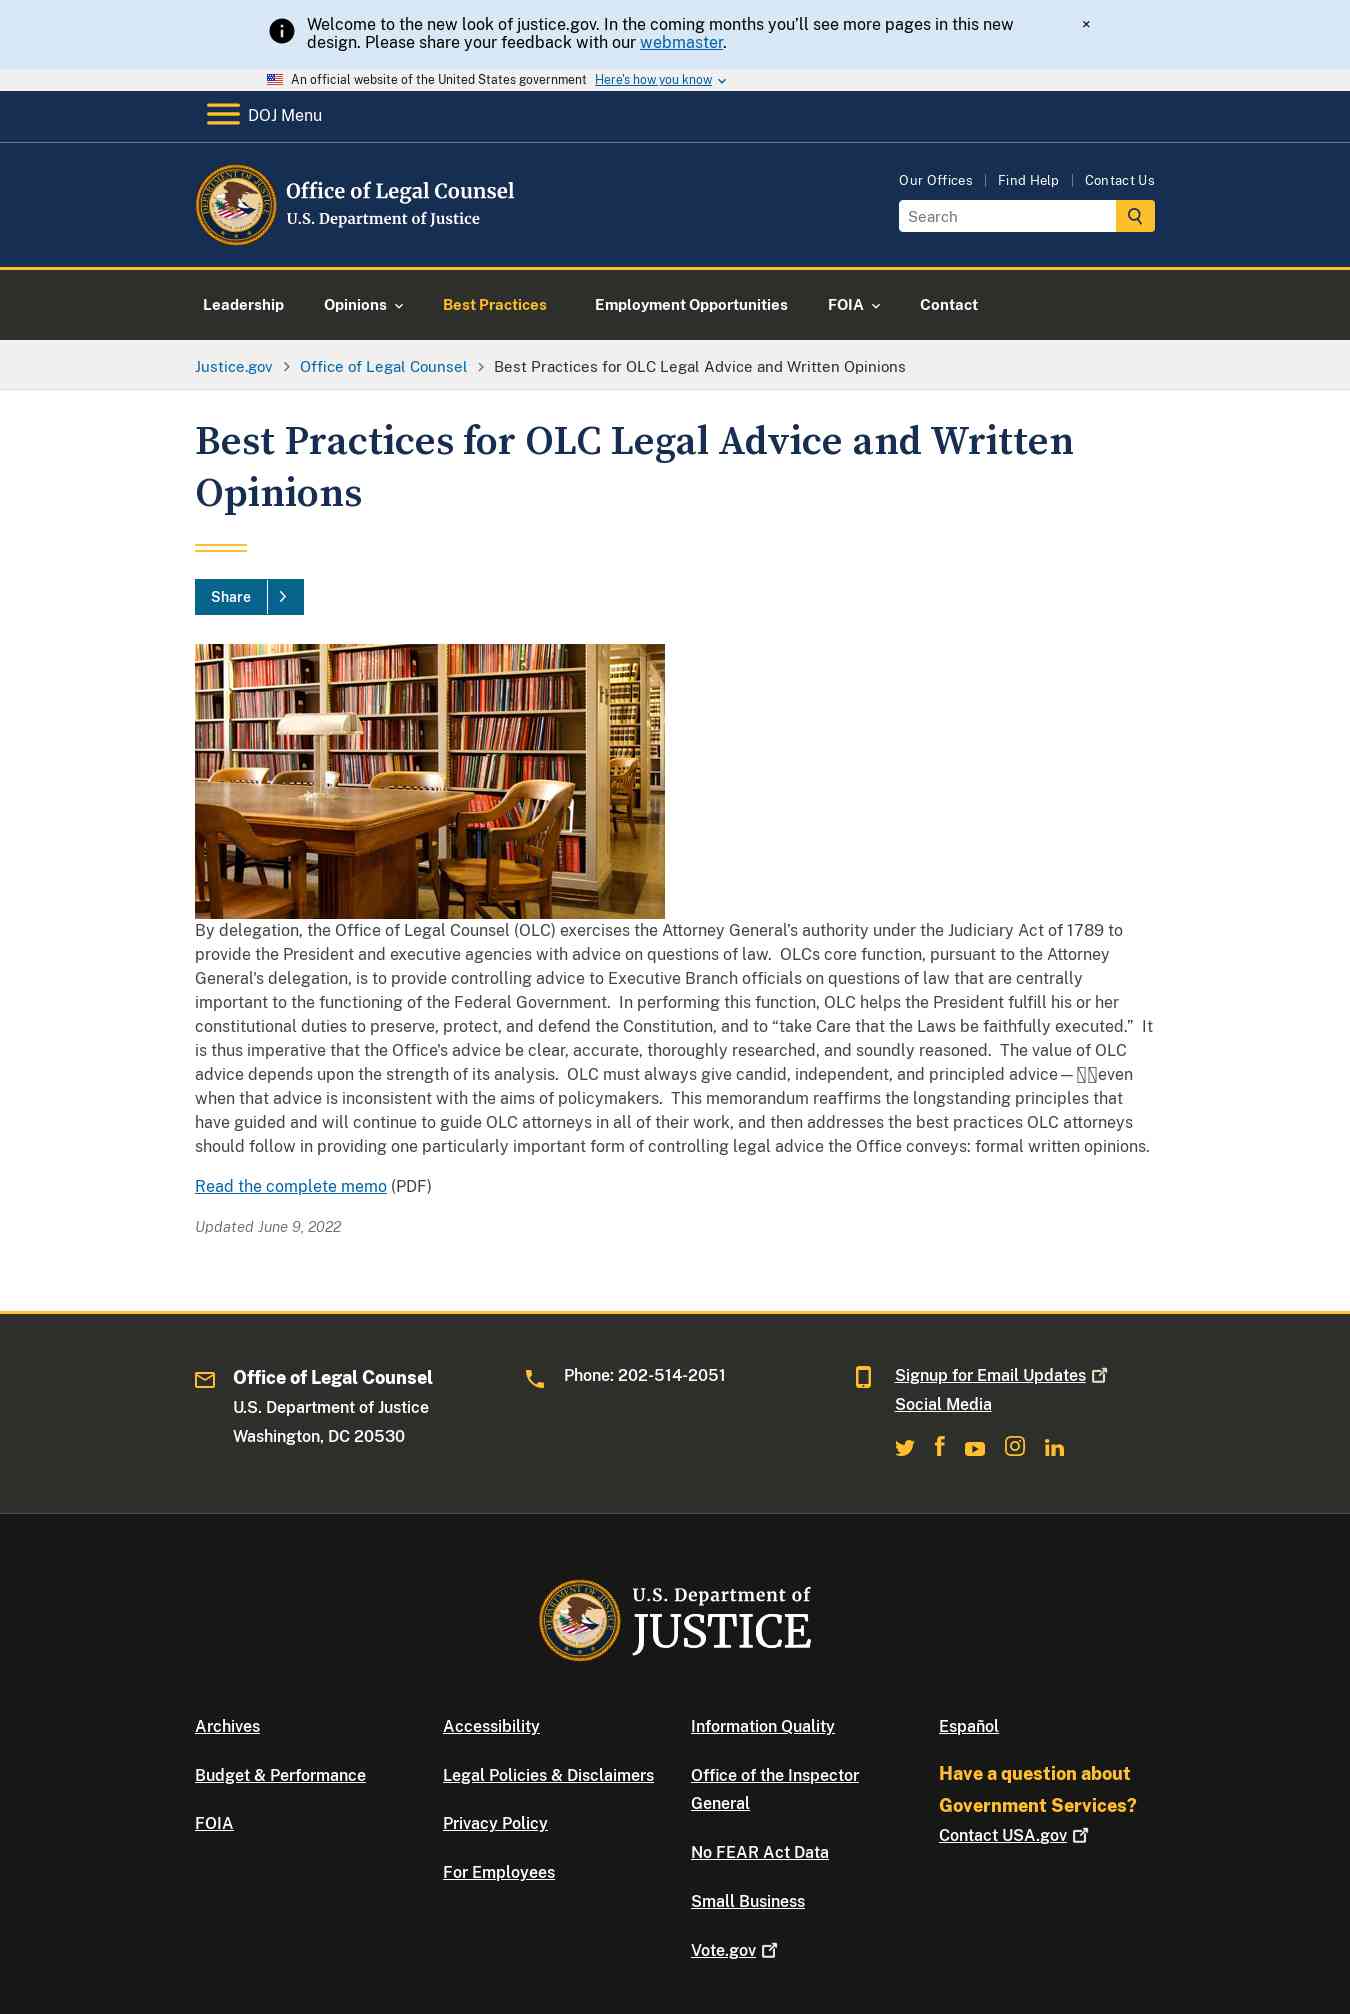 Welcome to the new look of justice.gov. In the coming months you’ll see more pages in this new
design. Please share your feedback with our webmaster.
×
An official website of the United States government Here's how you know
DOJ Menu
Office of Legal Counsel
U.S. Department of Justice
Our Offices | Find Help | Contact Us
Search
Leadership Opinions Best Practices Employment Opportunities FOIA Contact
Justice.gov > Office of Legal Counsel > Best Practices for OLC Legal Advice and Written Opinions
Best Practices for OLC Legal Advice and Written
Opinions
Share
By delegation, the Office of Legal Counsel (OLC) exercises the Attorney General’s authority under the Judiciary Act of 1789 to
provide the President and executive agencies with advice on questions of law.  OLCs core function, pursuant to the Attorney
General's delegation, is to provide controlling advice to Executive Branch officials on questions of law that are centrally
important to the functioning of the Federal Government.  In performing this function, OLC helps the President fulfill his or her
constitutional duties to preserve, protect, and defend the Constitution, and to “take Care that the Laws be faithfully executed.”  It
is thus imperative that the Office's advice be clear, accurate, thoroughly researched, and soundly reasoned.  The value of OLC
advice depends upon the strength of its analysis.  OLC must always give candid, independent, and principled advice—even
when that advice is inconsistent with the aims of policymakers.  This memorandum reaffirms the longstanding principles that
have guided and will continue to guide OLC attorneys in all of their work, and then addresses the best practices OLC attorneys
should follow in providing one particularly important form of controlling legal advice the Office conveys: formal written opinions.
Read the complete memo (PDF)
Updated June 9, 2022
Office of Legal Counsel
U.S. Department of Justice
Washington, DC 20530
Phone: 202-514-2051
Signup for Email Updates
Social Media
U.S. Department of
JUSTICE
Archives
Budget & Performance
FOIA
Accessibility
Legal Policies & Disclaimers
Privacy Policy
For Employees
Information Quality
Office of the Inspector
General
No FEAR Act Data
Small Business
Vote.gov
Español
Have a question about
Government Services?
Contact USA.gov